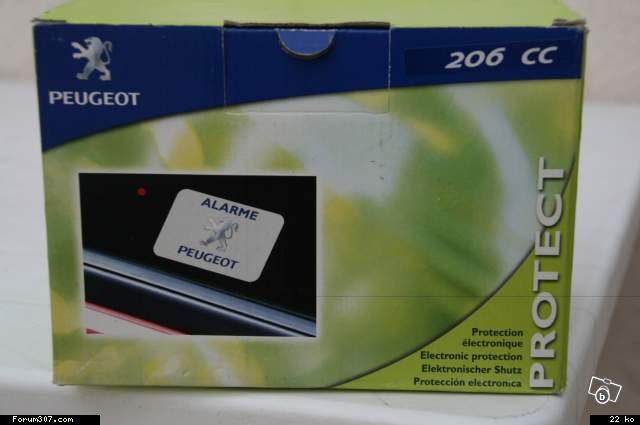 PEUGEOT
206 CC
ALARME
PEUGEOT
PROTECT
Protection
électronique
Electronic protection
Elektronischer Shutz
Protección electronica
b
Forum307.com
22 ko